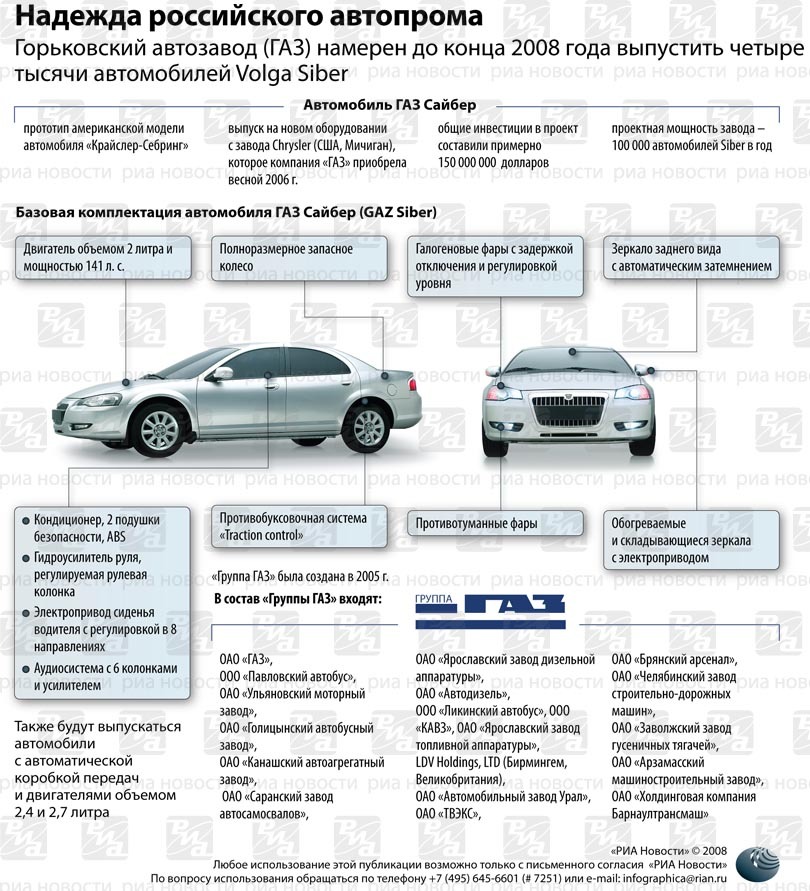 Надежда российского автопрома
Горьковский автозавод (ГАЗ) намерен до конца 2008 года выпустить четыре
тысячи автомобилей Volga Siber
Автомобиль ГАЗ Сайбер
прототип американской модели
автомобиля «Крайслер-Себринг»
выпуск на новом оборудовании
с завода Chrysler (США, Мичиган),
которое компания «ГАЗ» приобрела
весной 2006 г.
общие инвестиции в проект
составили примерно
150 000 000 долларов
проектная мощность завода –
100 000 автомобилей Siber в год
Базовая комплектация автомобиля ГАЗ Сайбер (GAZ Siber)
Двигатель объемом 2 литра и
мощностью 141 л. с.
Полноразмерное запасное
колесо
Галогеновые фары с задержкой
отключения и регулировкой
уровня
Зеркало заднего вида
с автоматическим затемнением
Кондиционер, 2 подушки
безопасности, ABS
Гидроусилитель руля,
регулируемая рулевая
колонка
Электропривод сиденья
водителя с регулировкой в 8
направлениях
Аудиосистема с 6 колонками
и усилителем
Противобуксовочная система
«Traction control»
Противотуманные фары
Обогреваемые
и складывающиеся зеркала
с электроприводом
Также будут выпускаться
автомобили
с автоматической
коробкой передач
и двигателями объемом
2,4 и 2,7 литра
«Группа ГАЗ» была создана в 2005 г.
В состав «Группы ГАЗ» входят:
ГРУППА
ГАЗ
ОАО «ГАЗ»,
ООО «Павловский автобус»,
ОАО «Ульяновский моторный
завод»,
ОАО «Голицынский автобусный
завод»,
ОАО «Канашский автоагрегатный
завод»,
ОАО «Саранский завод
автосамосвалов»,
ОАО «Ярославский завод дизельной
аппаратуры»,
ОАО «Автодизель»,
ООО «Ликинский автобус», ООО
«КАВЗ», ОАО «Ярославский завод
топливной аппаратуры»,
LDV Holdings, LTD (Бирмингем,
Великобритания),
ОАО «Автомобильный завод Урал»,
ОАО «ТВЭКС»,
ОАО «Брянский арсенал»,
ОАО «Челябинский завод
строительно-дорожных
машин»,
ОАО «Заволжский завод
гусеничных тягачей»,
ОАО «Арзамасский
машиностроительный завод»,
ОАО «Холдинговая компания
Барнаултрансмаш»
«РИА Новости» © 2008
Любое использование этой публикации возможно только с письменного согласия «РИА Новости»
По вопросу использования обращаться по телефону +7 (495) 645-6601 (# 7251) или e-mail: infographica@rian.ru